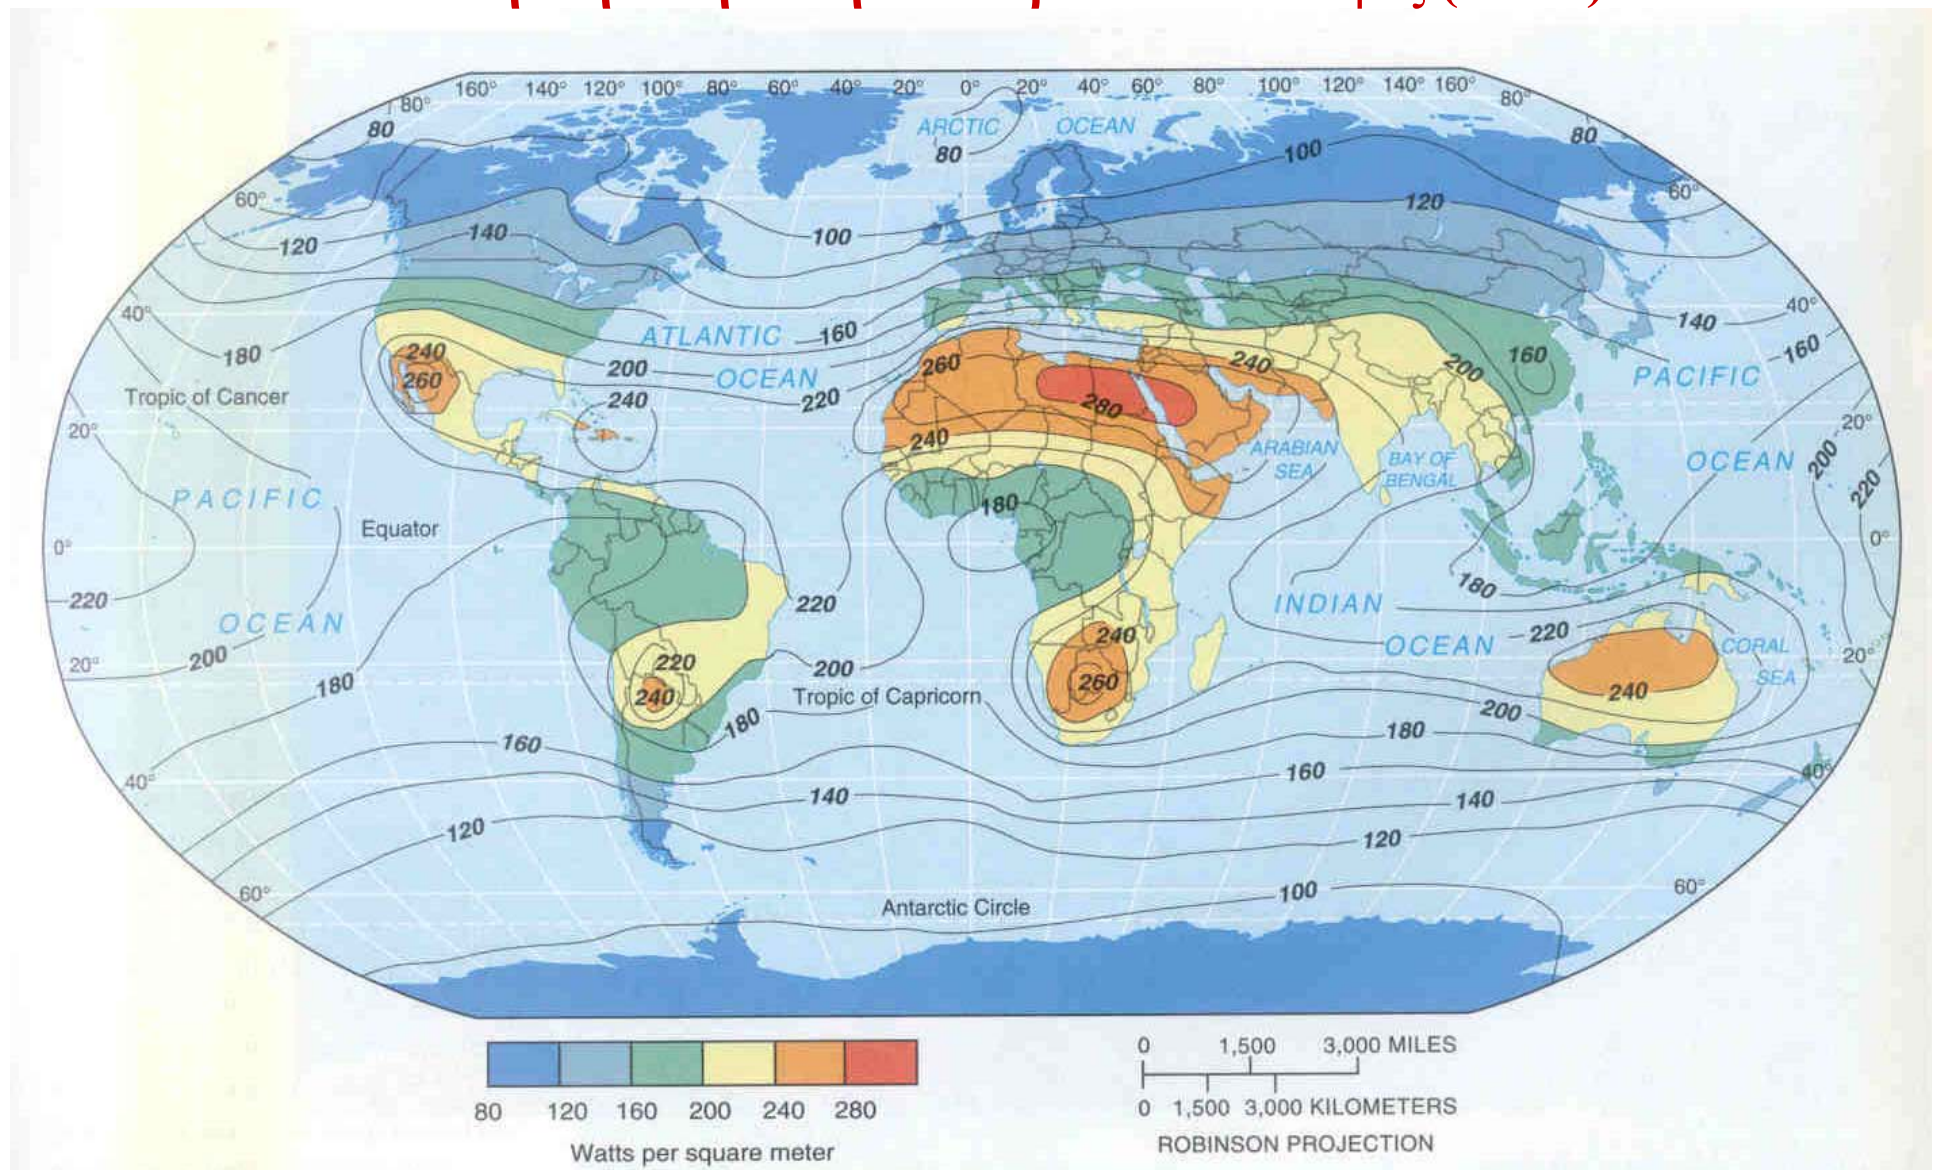 160° 140° 120° 100° 80° 60° 40° 20° 0° 20° 40° 60° 80° 100° 120° 140° 160°
80° 80°
80 ARCTIC OCEAN 80
80 100
60° 120 60°
120 140 100
40° 40°
180 ATLANTIC 160 160 140 160
240 200 OCEAN 260 240 200 PACIFIC
Tropic of Cancer 260 220 280
240
20° 240 ARABIAN SEA BAY OF BENGAL OCEAN 200 20°
PACIFIC 180 220
Equator
0° 0°
220 220 INDIAN 180
OCEAN OCEAN 220 CORAL SEA
200 220 240
20° 200 20°
180 240 Tropic of Capricorn 260 240
180 200
160 180
40° 160 40°
140 140
120 120
60° 100 60°
Antarctic Circle
80 120 160 200 240 280
Watts per square meter
0 1,500 3,000 MILES
0 1,500 3,000 KILOMETERS
ROBINSON PROJECTION